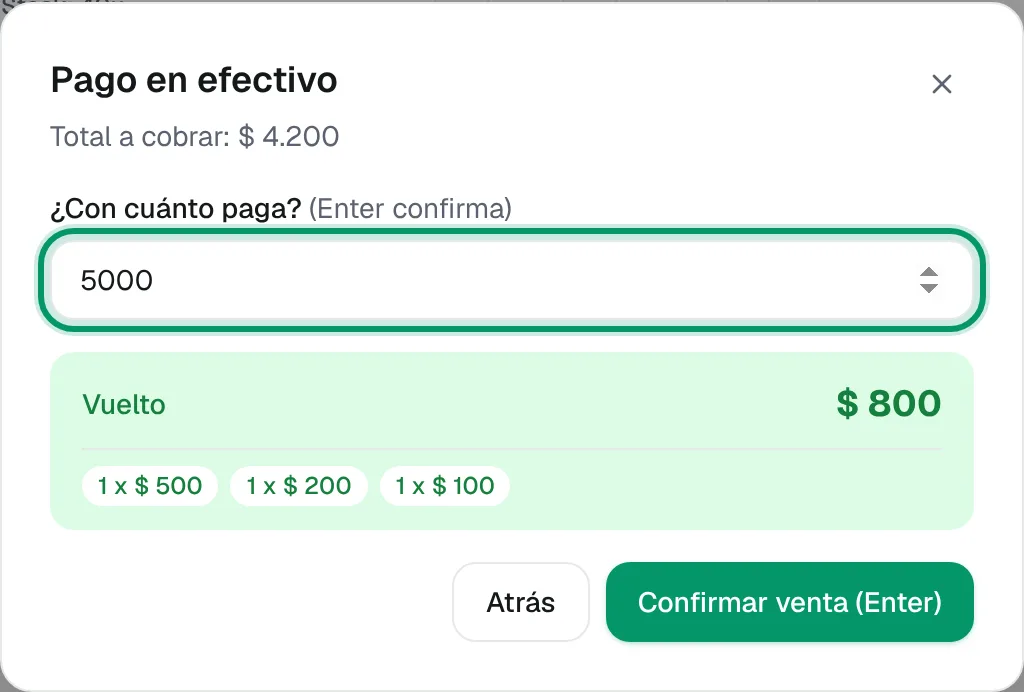 Pago en efectivo
Total a cobrar: $ 4.200
¿Con cuánto paga? (Enter confirma)
5000
Vuelto $ 800
1 x $ 500 1 x $ 200 1 x $ 100
Atrás Confirmar venta (Enter)